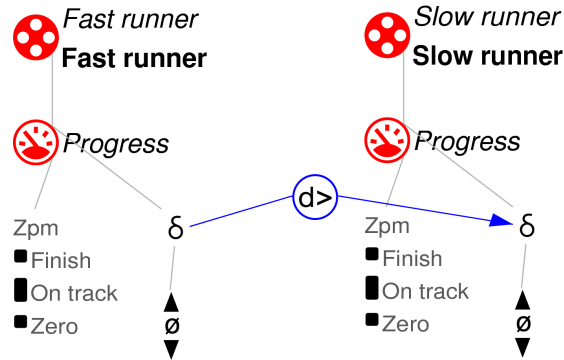 Fast runner
Fast runner
Progress
Zpm
δ
Finish
On track
Zero
ø
d>
Slow runner
Slow runner
Progress
Zpm
δ
Finish
On track
Zero
ø